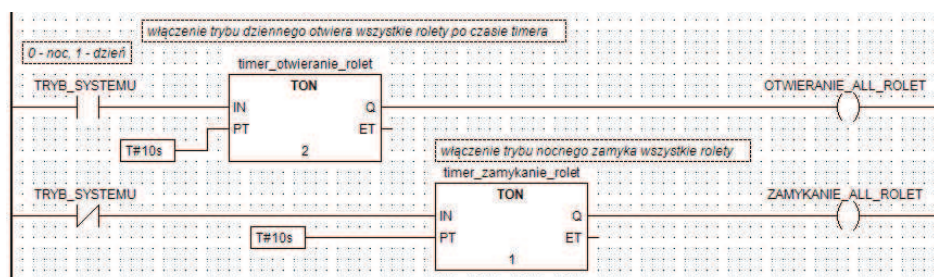 włączenie trybu dziennego otwiera wszystkie rolety po czasie timera
0 - noc, 1 - dzień
timer_otwieranie_rolet
TRYB_SYSTEMU
TON
OTWIERANIE_ALL_ROLET
IN
Q
PT
ET
T#10s
2
włączenie trybu nocnego zamyka wszystkie rolety
timer_zamykanie_rolet
TRYB_SYSTEMU
TON
ZAMYKANIE_ALL_ROLET
IN
Q
T#10s
PT
ET
1